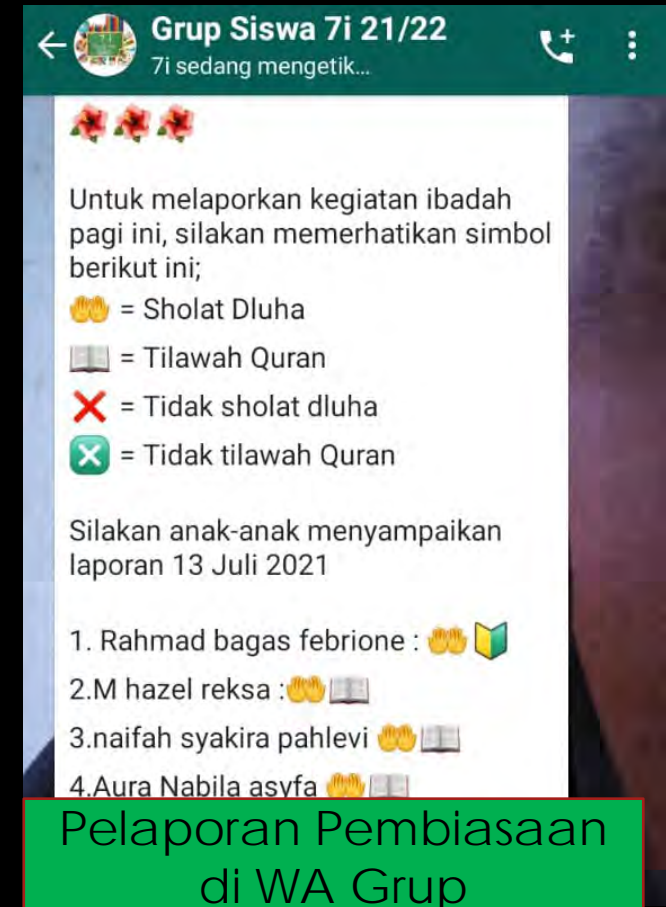 Grup Siswa 7i 21/22
7i sedang mengetik...
🌺🌺🌺
Untuk melaporkan kegiatan ibadah
pagi ini, silakan memerhatikan simbol
berikut ini;
🤲 = Sholat Dluha
📖 = Tilawah Quran
❌ = Tidak sholat dluha
❎ = Tidak tilawah Quran
Silakan anak-anak menyampaikan
laporan 13 Juli 2021
1. Rahmad bagas febrione : 🤲🔰
2.M hazel reksa :🤲📖
3.naifah syakira pahlevi 🤲📖
4.Aura Nabila asyfa 🤲📖
Pelaporan Pembiasaan
di WA Grup